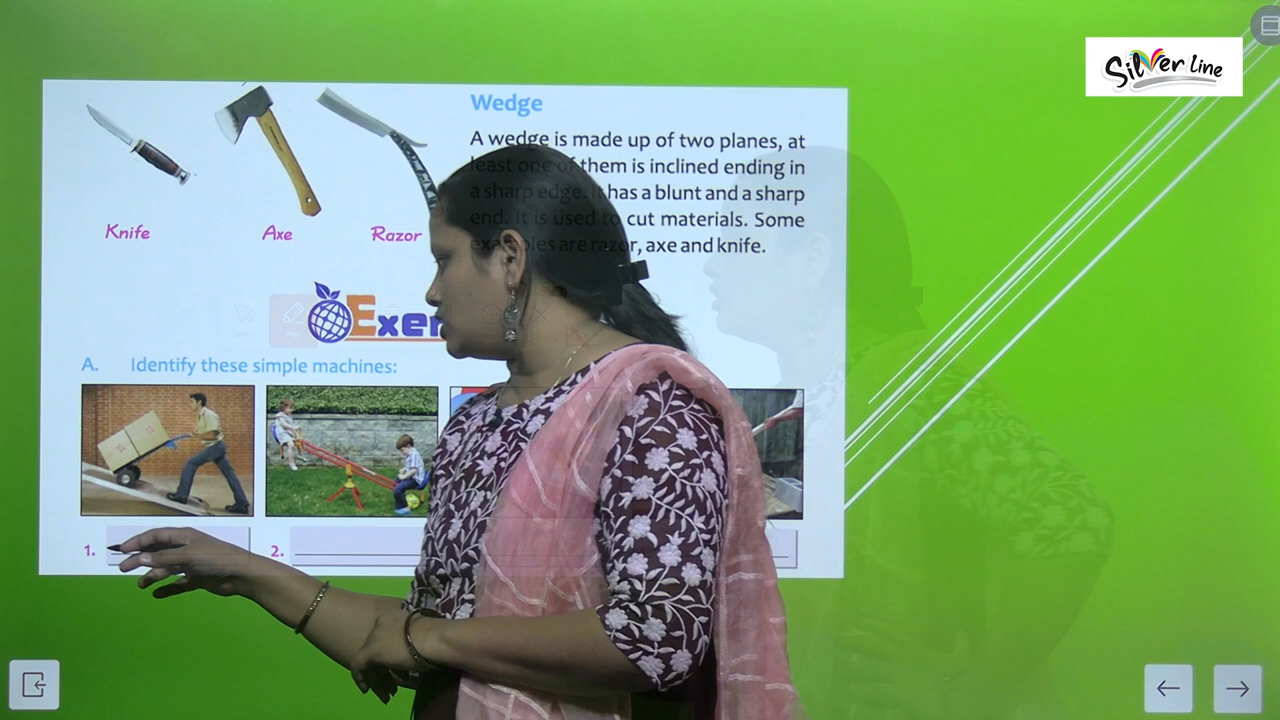 Silver line
Wedge
A wedge is made up of two planes, at
least one of them is inclined ending in
a sharp edge. It has a blunt and a sharp
end. It is used to cut materials. Some
examples are razor, axe and knife.
Knife
Axe
Razor
Exer
A. Identify these simple machines:
1.
2.